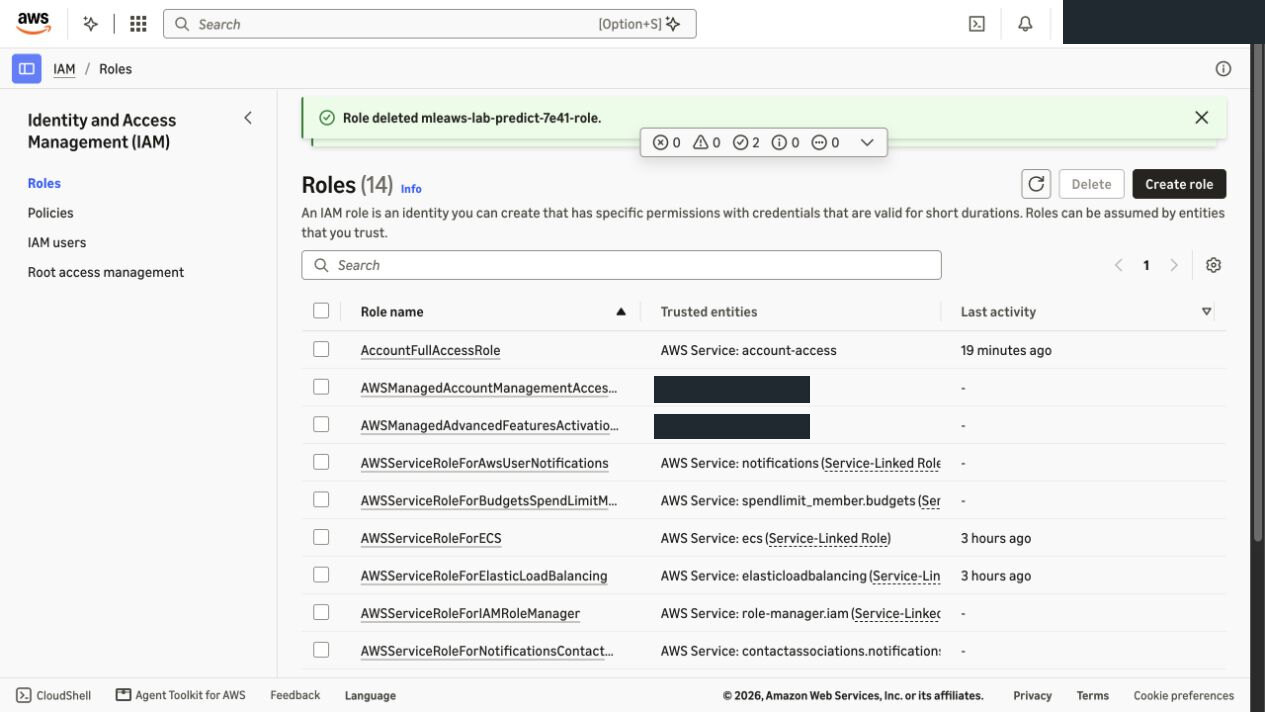 aws
Search [Option+S]
IAM / Roles
Identity and Access
Management (IAM)
Roles
Policies
IAM users
Root access management
Role deleted mleaws-lab-predict-7e41-role.
0 0 2 0 0
Roles (14) Info
Delete
Create role
An IAM role is an identity you can create that has specific permissions with credentials that are valid for short durations. Roles can be assumed by entities
that you trust.
Search
1
Role name Trusted entities Last activity
AccountFullAccessRole AWS Service: account-access 19 minutes ago
AWSManagedAccountManagementAcces... -
AWSManagedAdvancedFeaturesActivatio... -
AWSServiceRoleForAwsUserNotifications AWS Service: notifications (Service-Linked Role -
AWSServiceRoleForBudgetsSpendLimitM... AWS Service: spendlimit_member.budgets (Ser -
AWSServiceRoleForECS AWS Service: ecs (Service-Linked Role) 3 hours ago
AWSServiceRoleForElasticLoadBalancing AWS Service: elasticloadbalancing (Service-Lin 3 hours ago
AWSServiceRoleForIAMRoleManager AWS Service: role-manager.iam (Service-Linked -
AWSServiceRoleForNotificationsContact... AWS Service: contactassociations.notifications -
CloudShell Agent Toolkit for AWS Feedback Language © 2026, Amazon Web Services, Inc. or its affiliates. Privacy Terms Cookie preferences